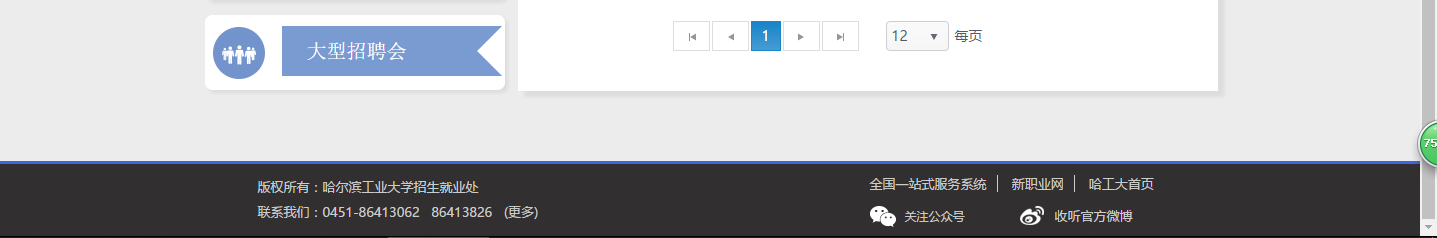 大型招聘会
1
12 每页
75
版权所有：哈尔滨工业大学招生就业处
联系我们：0451-86413062 86413826 (更多)
全国一站式服务系统 新职业网 哈工大首页
关注公众号 收听官方微博